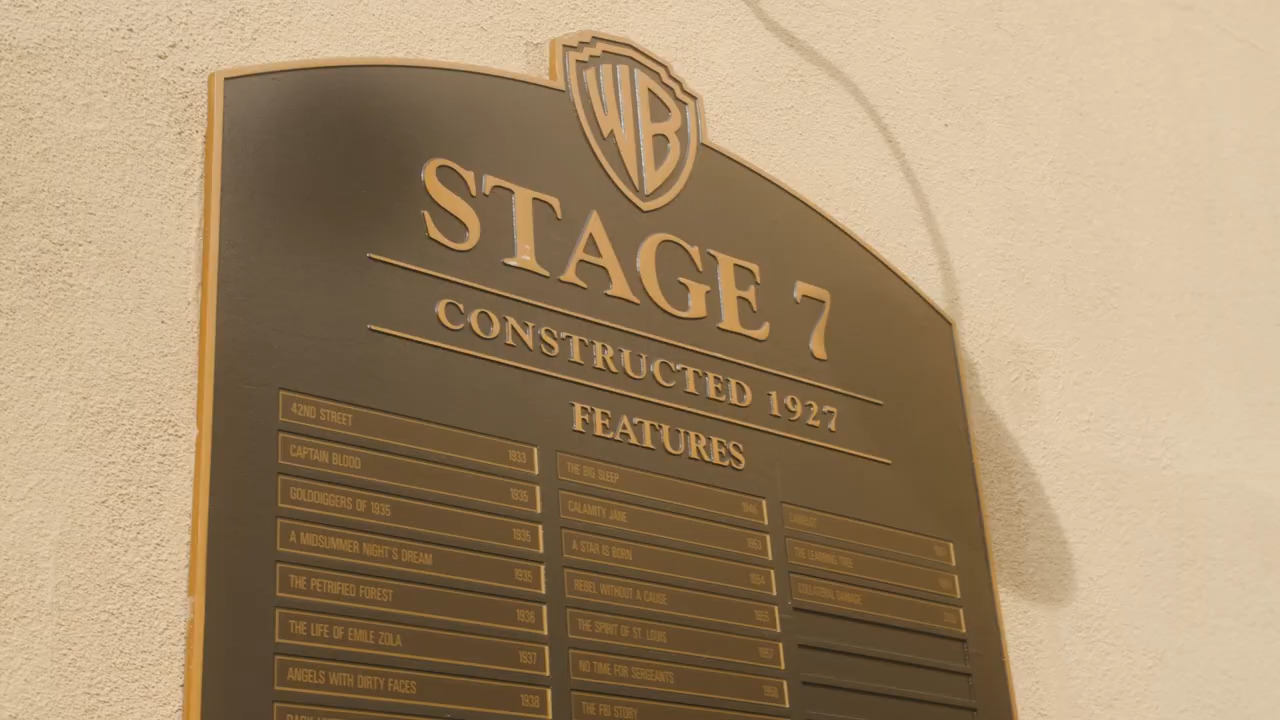 WB
STAGE 7
CONSTRUCTED 1927
FEATURES
42ND STREET 1933
CAPTAIN BLOOD 1935
GOLDDIGGERS OF 1935 1935
A MIDSUMMER NIGHT'S DREAM 1935
THE PETRIFIED FOREST 1936
THE LIFE OF EMILE ZOLA 1937
ANGELS WITH DIRTY FACES 1938
THE BIG SLEEP 1946
CALAMITY JANE 1953
A STAR IS BORN 1954
REBEL WITHOUT A CAUSE 1955
THE SPIRIT OF ST. LOUIS 1957
NO TIME FOR SERGEANTS 1958
THE FBI STORY
CAMELOT
THE LEARNING TREE
COLLATERAL DAMAGE